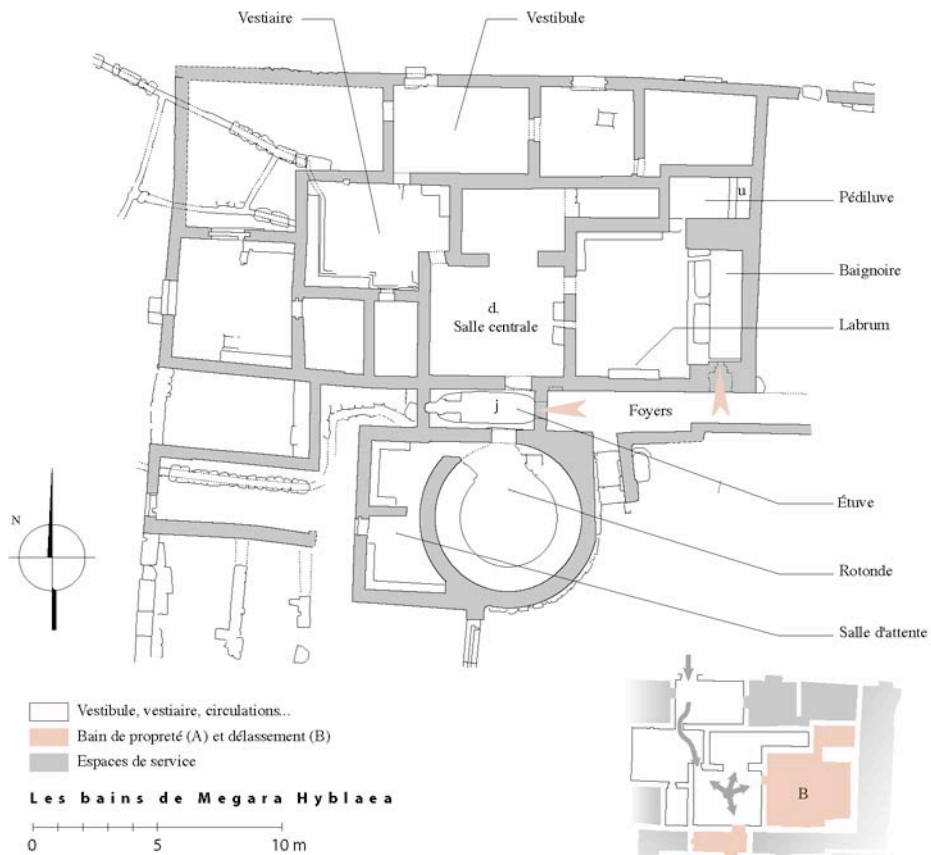 Vestiaire
Vestibule
u
Pédiluve
Baignoire
d.
Salle centrale
Labrum
j
Foyers
Étuve
N
Rotonde
Salle d'attente
Vestibule, vestiaire, circulations...
Bain de propreté (A) et délassement (B)
Espaces de service
B
Les bains de Megara Hyblaea
0 5 10 m